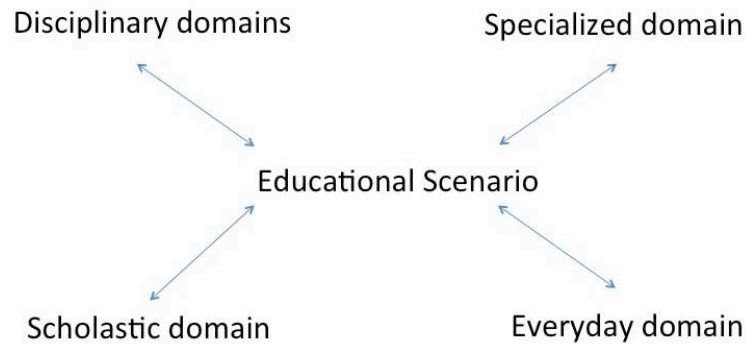 Disciplinary domains
Specialized domain
Educational Scenario
Scholastic domain
Everyday domain